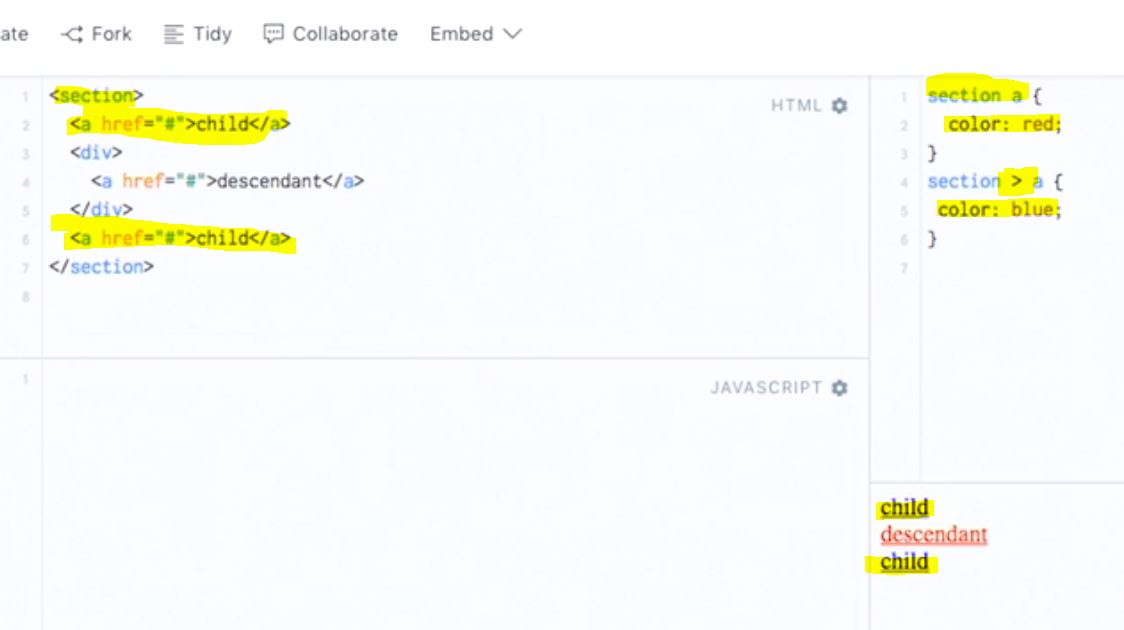 ate Fork Tidy Collaborate Embed
HTML
1 <section>
2 <a href="#">child</a>
3 <div>
4 <a href="#">descendant</a>
5 </div>
6 <a href="#">child</a>
7 </section>
8
1 section a {
2 color: red;
3 }
4 section > a {
5 color: blue;
6 }
7
1
JAVASCRIPT
child
descendant
child